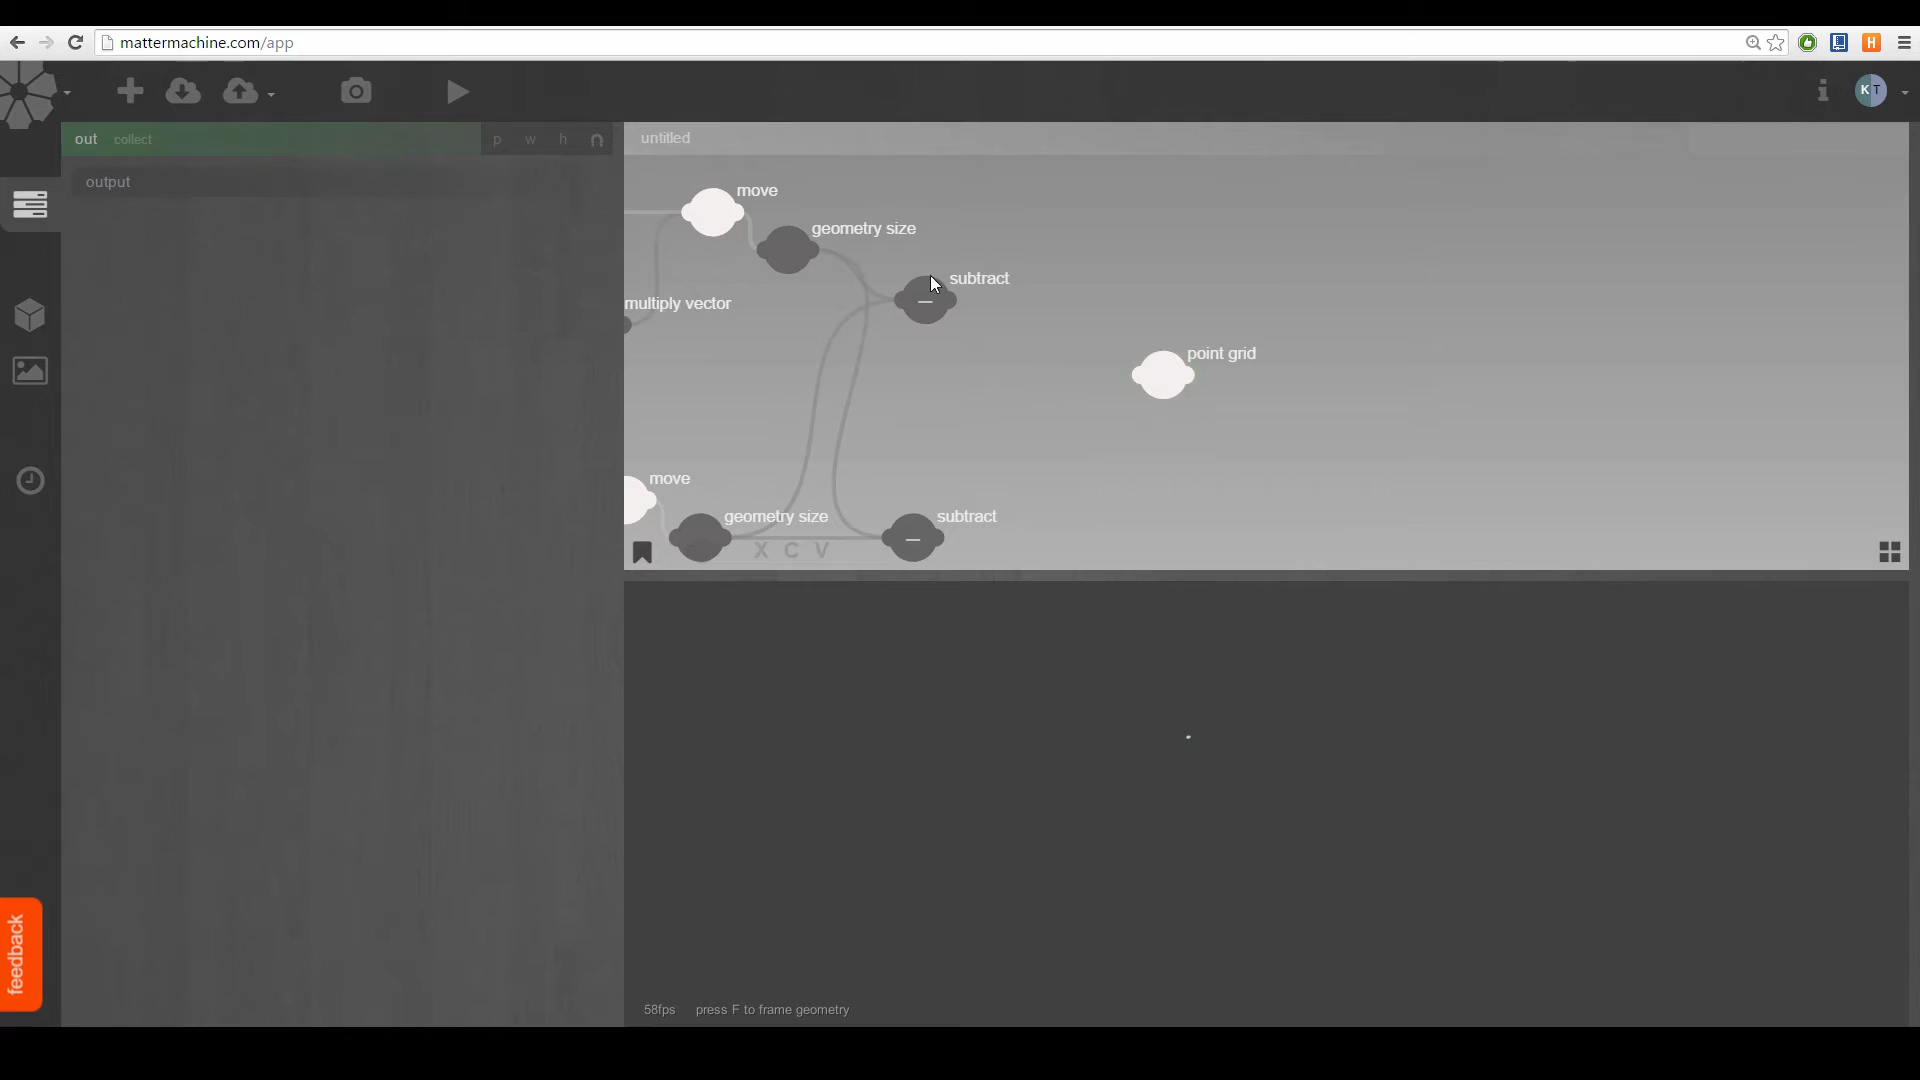 mattermachine.com/app
KT
out collect p w h
output
untitled
move
geometry size
subtract
multiply vector
point grid
move
geometry size
subtract
X C V
feedback
58fps press F to frame geometry
H